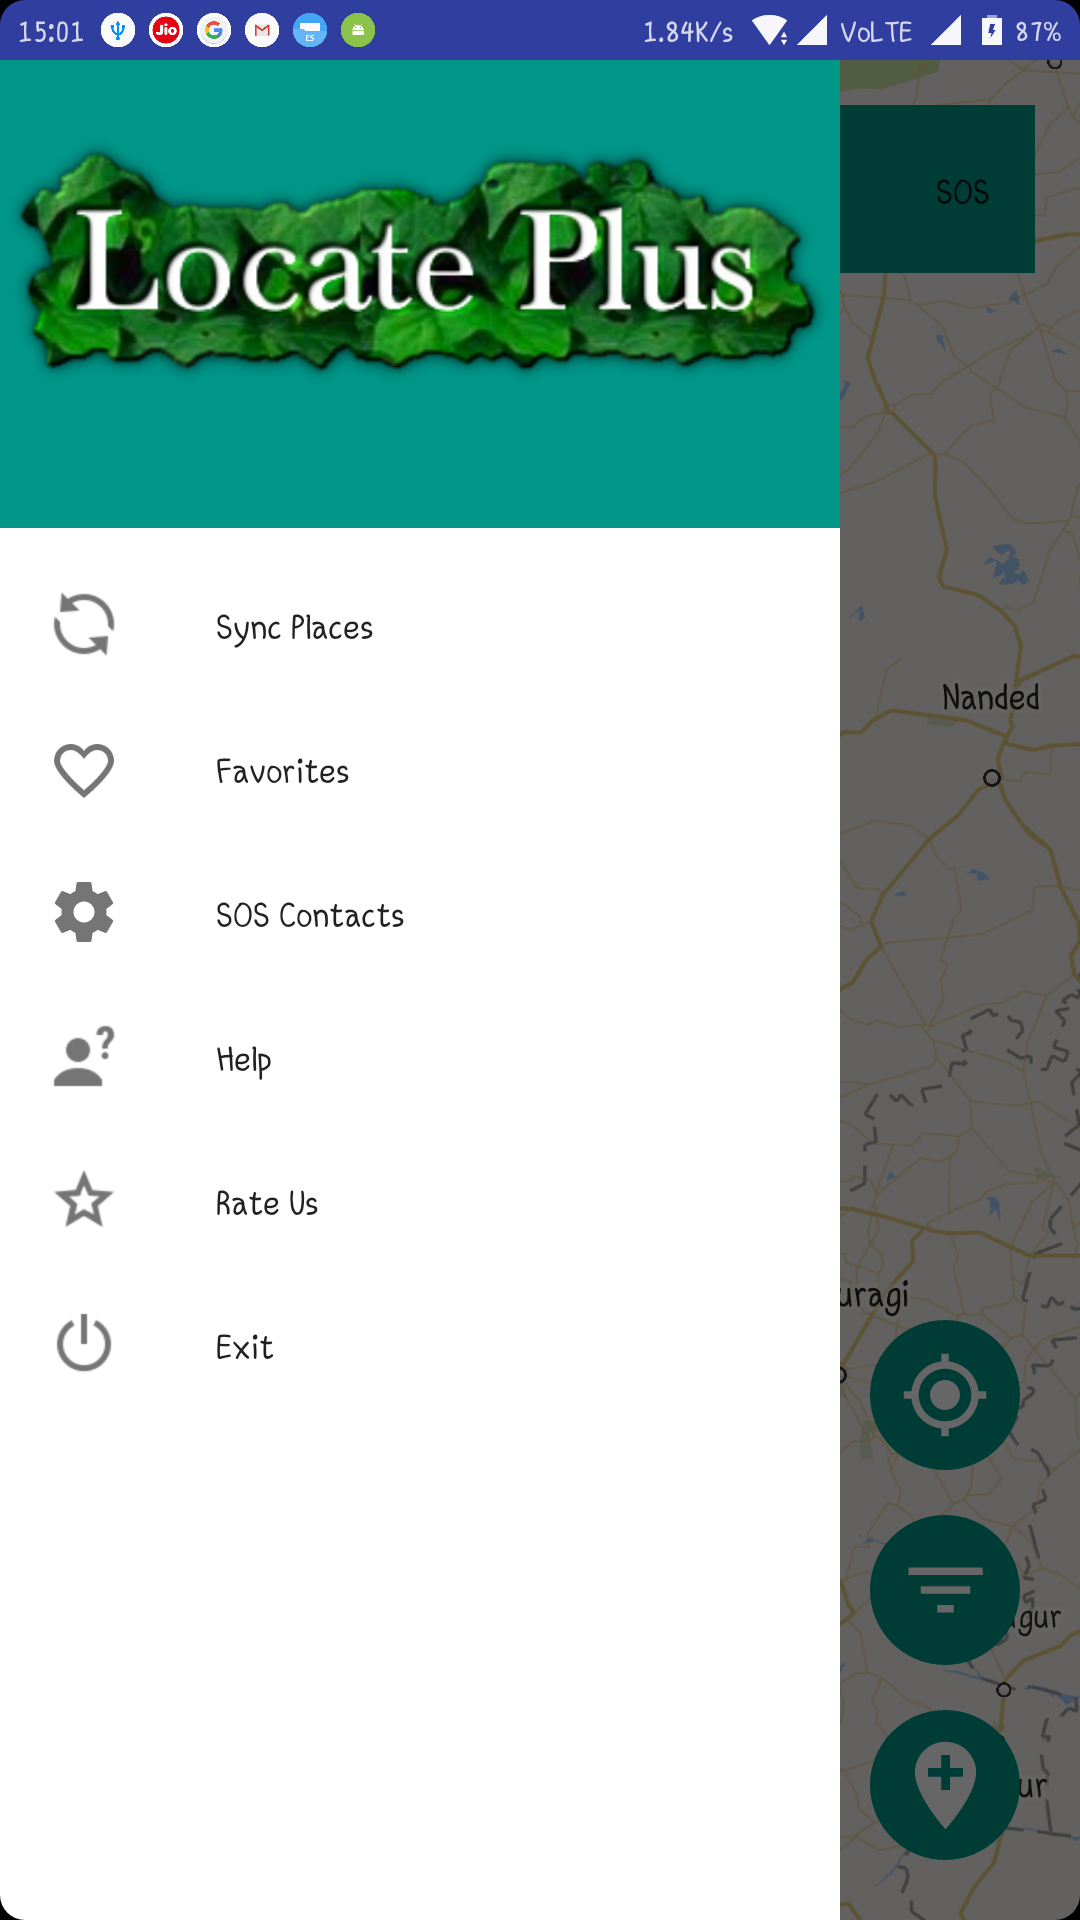 15:01 Jio ES 1.84K/s VoLTE 87%
Locate Plus
SOS
Sync Places
Nanded
Favorites
SOS Contacts
Help
Rate Us
uragi
Exit
gur
ur